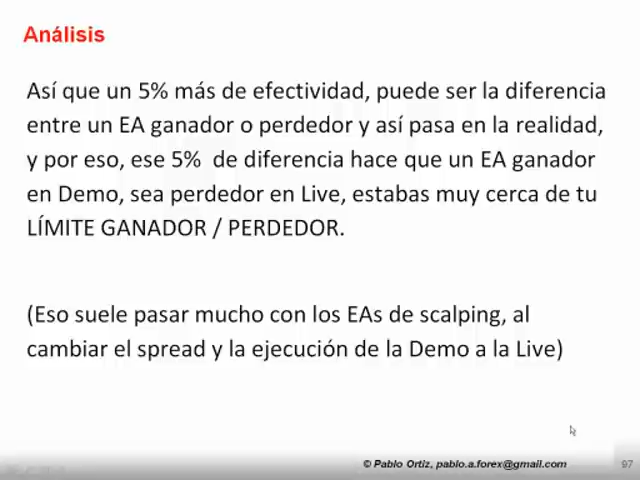 Análisis
Así que un 5% más de efectividad, puede ser la diferencia
entre un EA ganador o perdedor y así pasa en la realidad,
y por eso, ese 5% de diferencia hace que un EA ganador
en Demo, sea perdedor en Live, estabas muy cerca de tu
LÍMITE GANADOR / PERDEDOR.
(Eso suele pasar mucho con los EAs de scalping, al
cambiar el spread y la ejecución de la Demo a la Live)
© Pablo Ortiz, pablo.a.forex@gmail.com
97